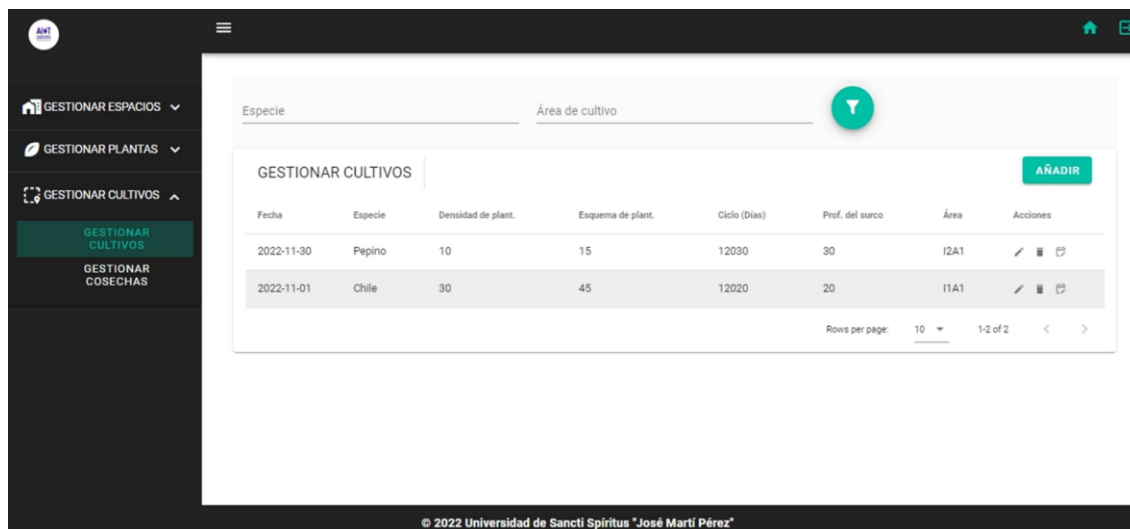 AIoT
GESTIONAR ESPACIOS
GESTIONAR PLANTAS
GESTIONAR CULTIVOS
GESTIONAR
CULTIVOS
GESTIONAR
COSECHAS
Especie Área de cultivo
GESTIONAR CULTIVOS AÑADIR
Fecha Especie Densidad de plant. Esquema de plant. Ciclo (Días) Prof. del surco Área Acciones
2022-11-30 Pepino 10 15 12030 30 I2A1
2022-11-01 Chile 30 45 12020 20 I1A1
Rows per page: 10 1-2 of 2
© 2022 Universidad de Sancti Spíritus "José Martí Pérez"